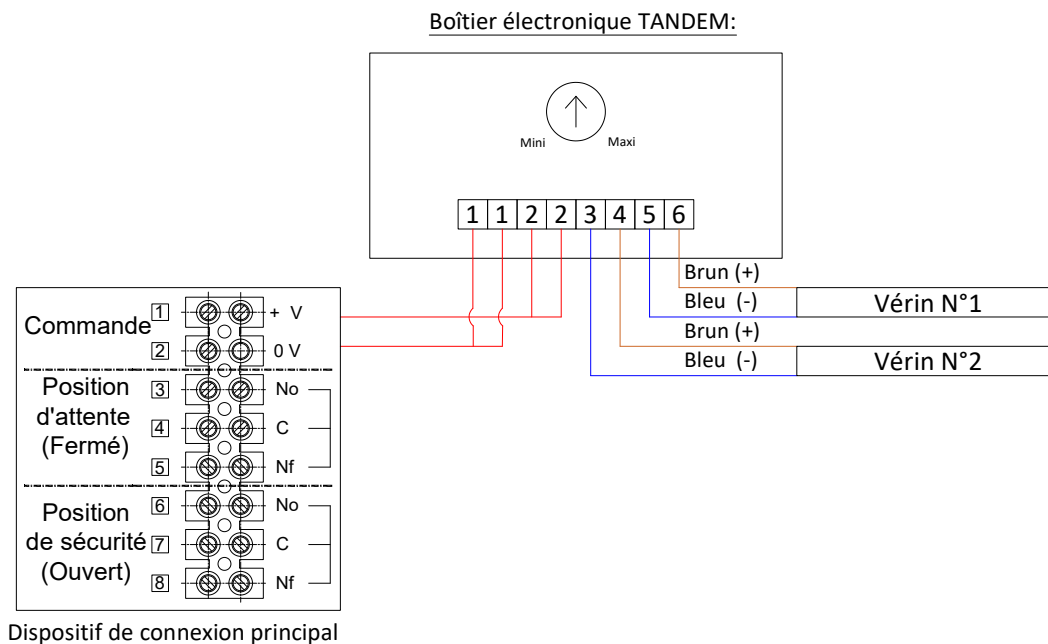 Boîtier électronique TANDEM:
Mini
Maxi
1 1 2 2 3 4 5 6
Brun (+)
Bleu (-)
Vérin N°1
Brun (+)
Bleu (-)
Vérin N°2
Commande
1
+ V
2
0 V
Position
d'attente
(Fermé)
3
No
4
C
5
Nf
Position
de sécurité
(Ouvert)
6
No
7
C
8
Nf
Dispositif de connexion principal